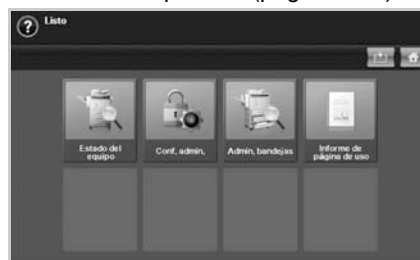 Listo
Estado del
equipo
Conf. admin.
Admin. bandejas
Informe de
página de uso